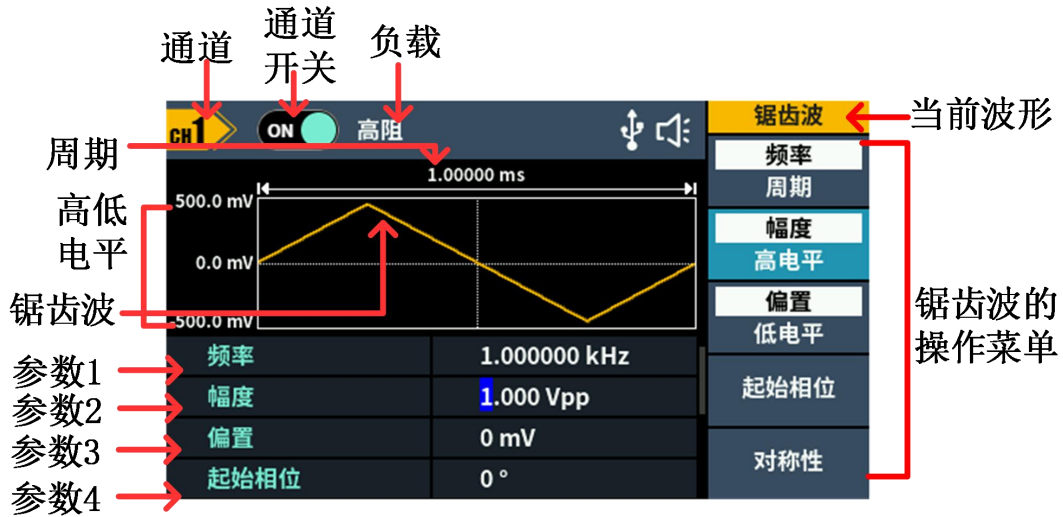 通道
通道
开关
负载
CH1
ON
高阻
锯齿波
当前波形
周期
1.00000 ms
频率
周期
500.0 mV
高低
电平
0.0 mV
幅度
高电平
锯齿波
-500.0 mV
偏置
低电平
锯齿波的
操作菜单
参数1
频率
1.000000 kHz
参数2
幅度
1.000 Vpp
起始相位
参数3
偏置
0 mV
对称性
参数4
起始相位
0 °